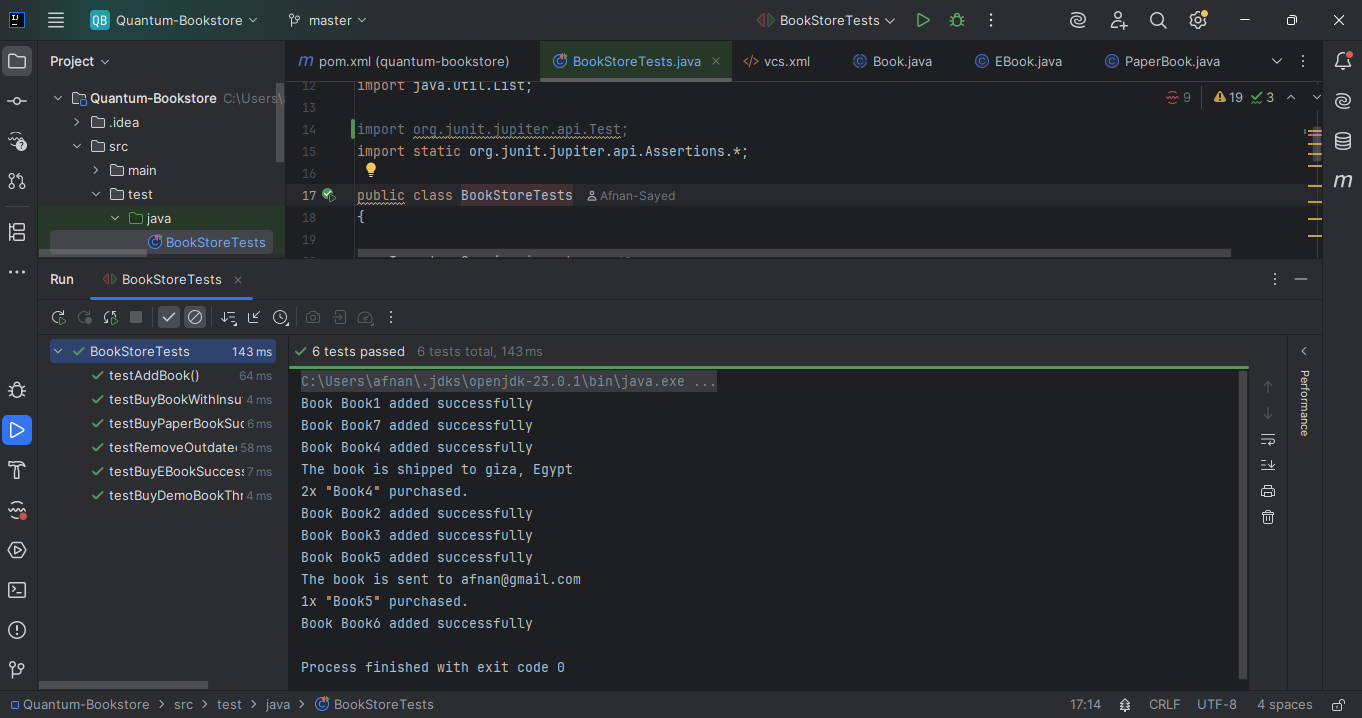 QB Quantum-Bookstore master BookStoreTests
Project
m pom.xml (quantum-bookstore) BookStoreTests.java vcs.xml Book.java EBook.java PaperBook.java
Quantum-Bookstore C:\Users\
.idea
src
main
test
java
BookStoreTests
9 19 3
12 import java.util.List;
13
14 import org.junit.jupiter.api.Test;
15 import static org.junit.jupiter.api.Assertions.*;
16
17 public class BookStoreTests Afnan-Sayed
18 {
19
Run BookStoreTests
BookStoreTests 143 ms
testAddBook() 64 ms
testBuyBookWithInsu 4 ms
testBuyPaperBookSuc 6 ms
testRemoveOutdated 58 ms
testBuyEBookSuccess 7 ms
testBuyDemoBookThr 4 ms
6 tests passed 6 tests total, 143 ms
C:\Users\afnan\.jdks\openjdk-23.0.1\bin\java.exe ...
Book Book1 added successfully
Book Book7 added successfully
Book Book4 added successfully
The book is shipped to giza, Egypt
2x "Book4" purchased.
Book Book2 added successfully
Book Book3 added successfully
Book Book5 added successfully
The book is sent to afnan@gmail.com
1x "Book5" purchased.
Book Book6 added successfully
Process finished with exit code 0
Performance
Quantum-Bookstore > src > test > java > BookStoreTests
17:14 CRLF UTF-8 4 spaces